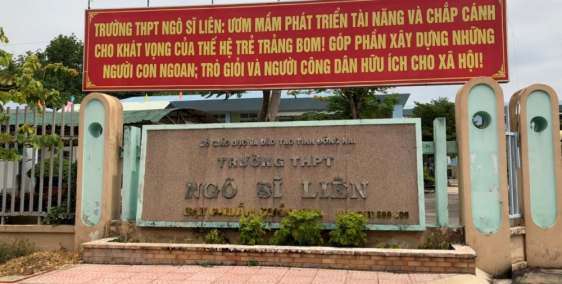 TRƯỜNG THPT NGÔ SĨ LIÊN: ƯƠM MẦM PHÁT TRIỂN TÀI NĂNG VÀ CHẮP CÁNH
CHO KHÁT VỌNG CỦA THẾ HỆ TRẺ TRẢNG BOM! GÓP PHẦN XÂY DỰNG NHỮNG
NGƯỜI CON NGOAN; TRÒ GIỎI VÀ NGƯỜI CÔNG DÂN HỮU ÍCH CHO XÃ HỘI!
SỞ GIÁO DỤC VÀ ĐÀO TẠO TỈNH ĐỒNG NAI
TRƯỜNG THPT
NGÔ SĨ LIÊN